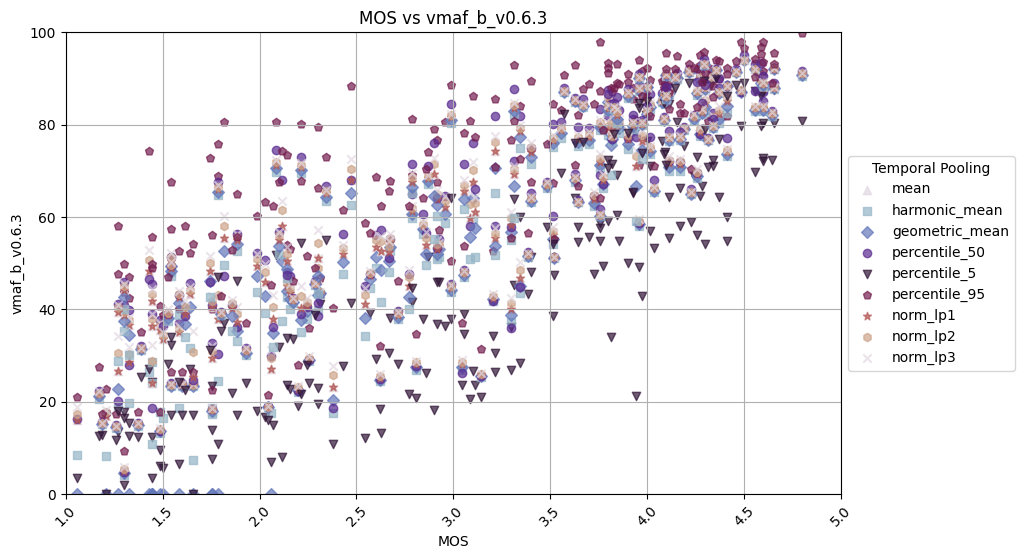 MOS vs vmaf_b_v0.6.3
100
80
60
40
20
0
vmaf_b_v0.6.3
1.0
1.5
2.0
2.5
3.0
3.5
4.0
4.5
5.0
MOS
Temporal Pooling
mean
harmonic_mean
geometric_mean
percentile_50
percentile_5
percentile_95
norm_lp1
norm_lp2
norm_lp3